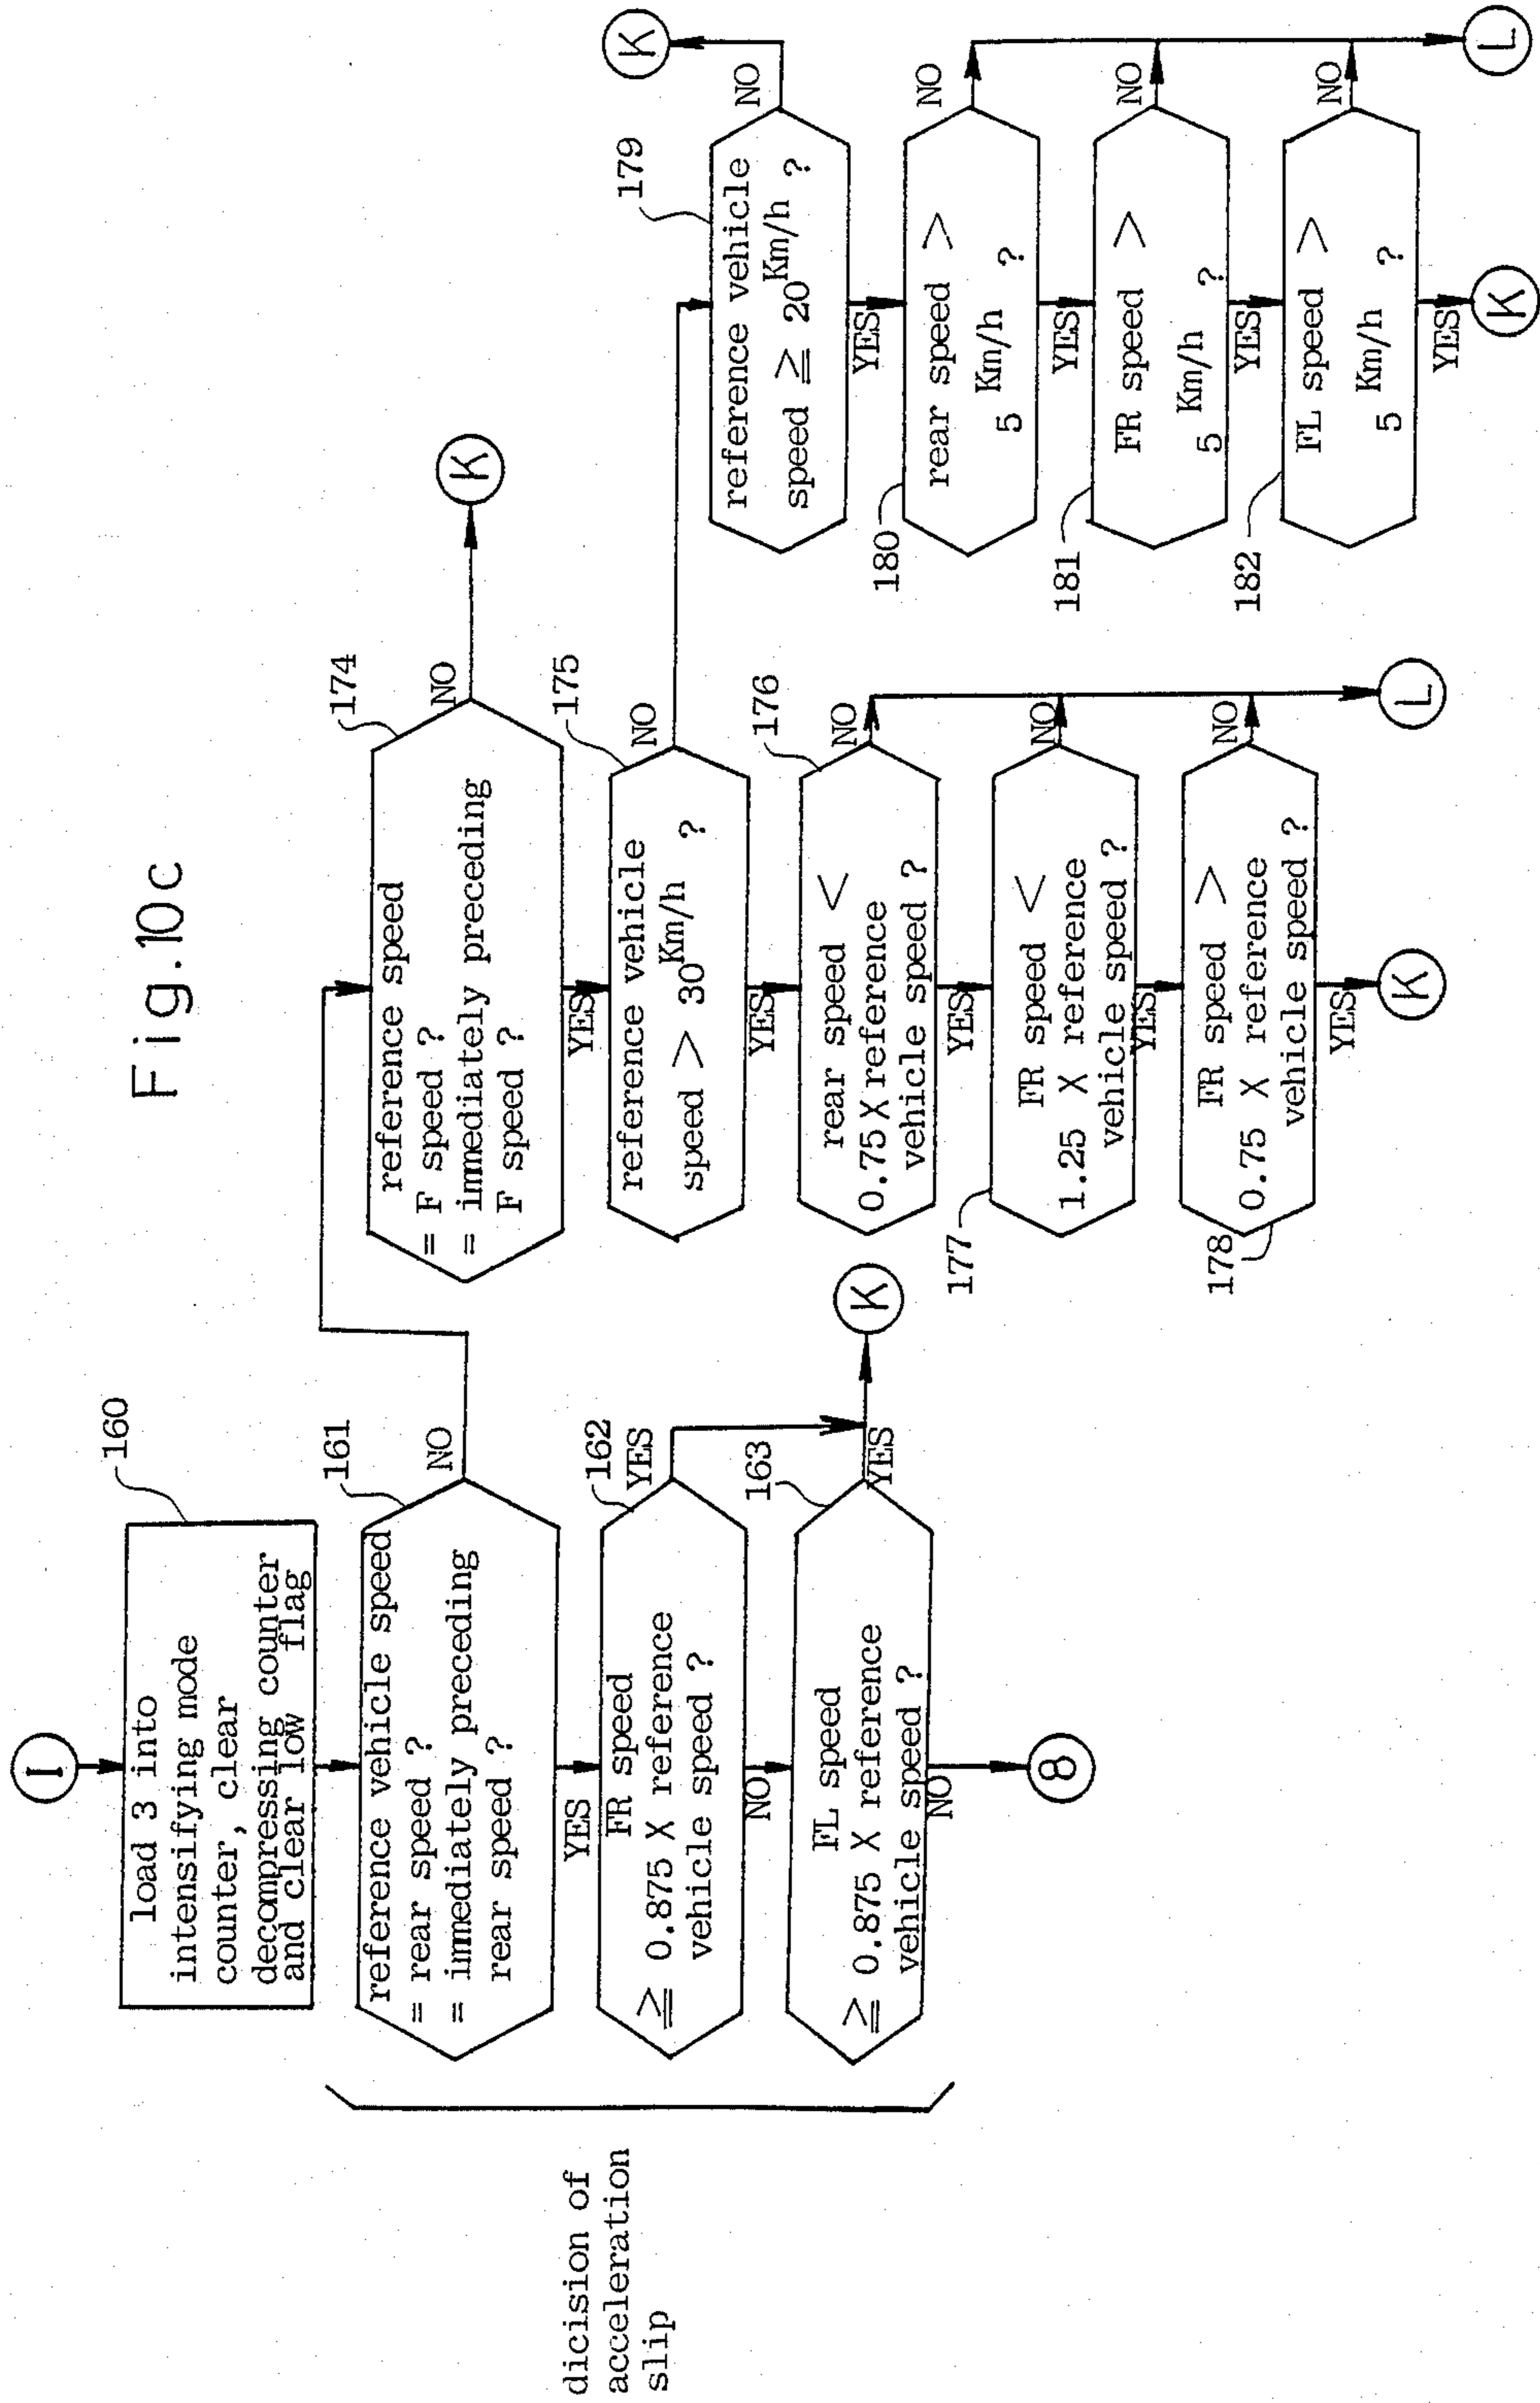 Fig.10c
I
160
load 3 into
intensifying mode
counter, clear
decompressing counter
and clear low flag
dicision of
acceleration
slip
161
reference vehicle speed
= rear speed ?
= immediately preceding
rear speed ?
NO
YES
162
FR speed
≧ 0.875 X reference
vehicle speed ?
YES
NO
163
FL speed
≧ 0.875 X reference
vehicle speed ?
YES
K
NO
8
174
reference speed
= F speed ?
= immediately preceding
F speed ?
NO
K
YES
175
reference vehicle
speed > 30 Km/h ?
NO
YES
176
rear speed <
0.75 X reference
vehicle speed ?
NO
YES
177
FR speed <
1.25 X reference
vehicle speed ?
NO
YES
178
FR speed >
0.75 X reference
vehicle speed ?
NO
L
YES
K
179
reference vehicle
speed ≧ 20 Km/h ?
NO
K
YES
180
rear speed >
5 Km/h ?
NO
YES
181
FR speed >
5 Km/h ?
NO
YES
182
FL speed >
5 Km/h ?
NO
L
YES
K